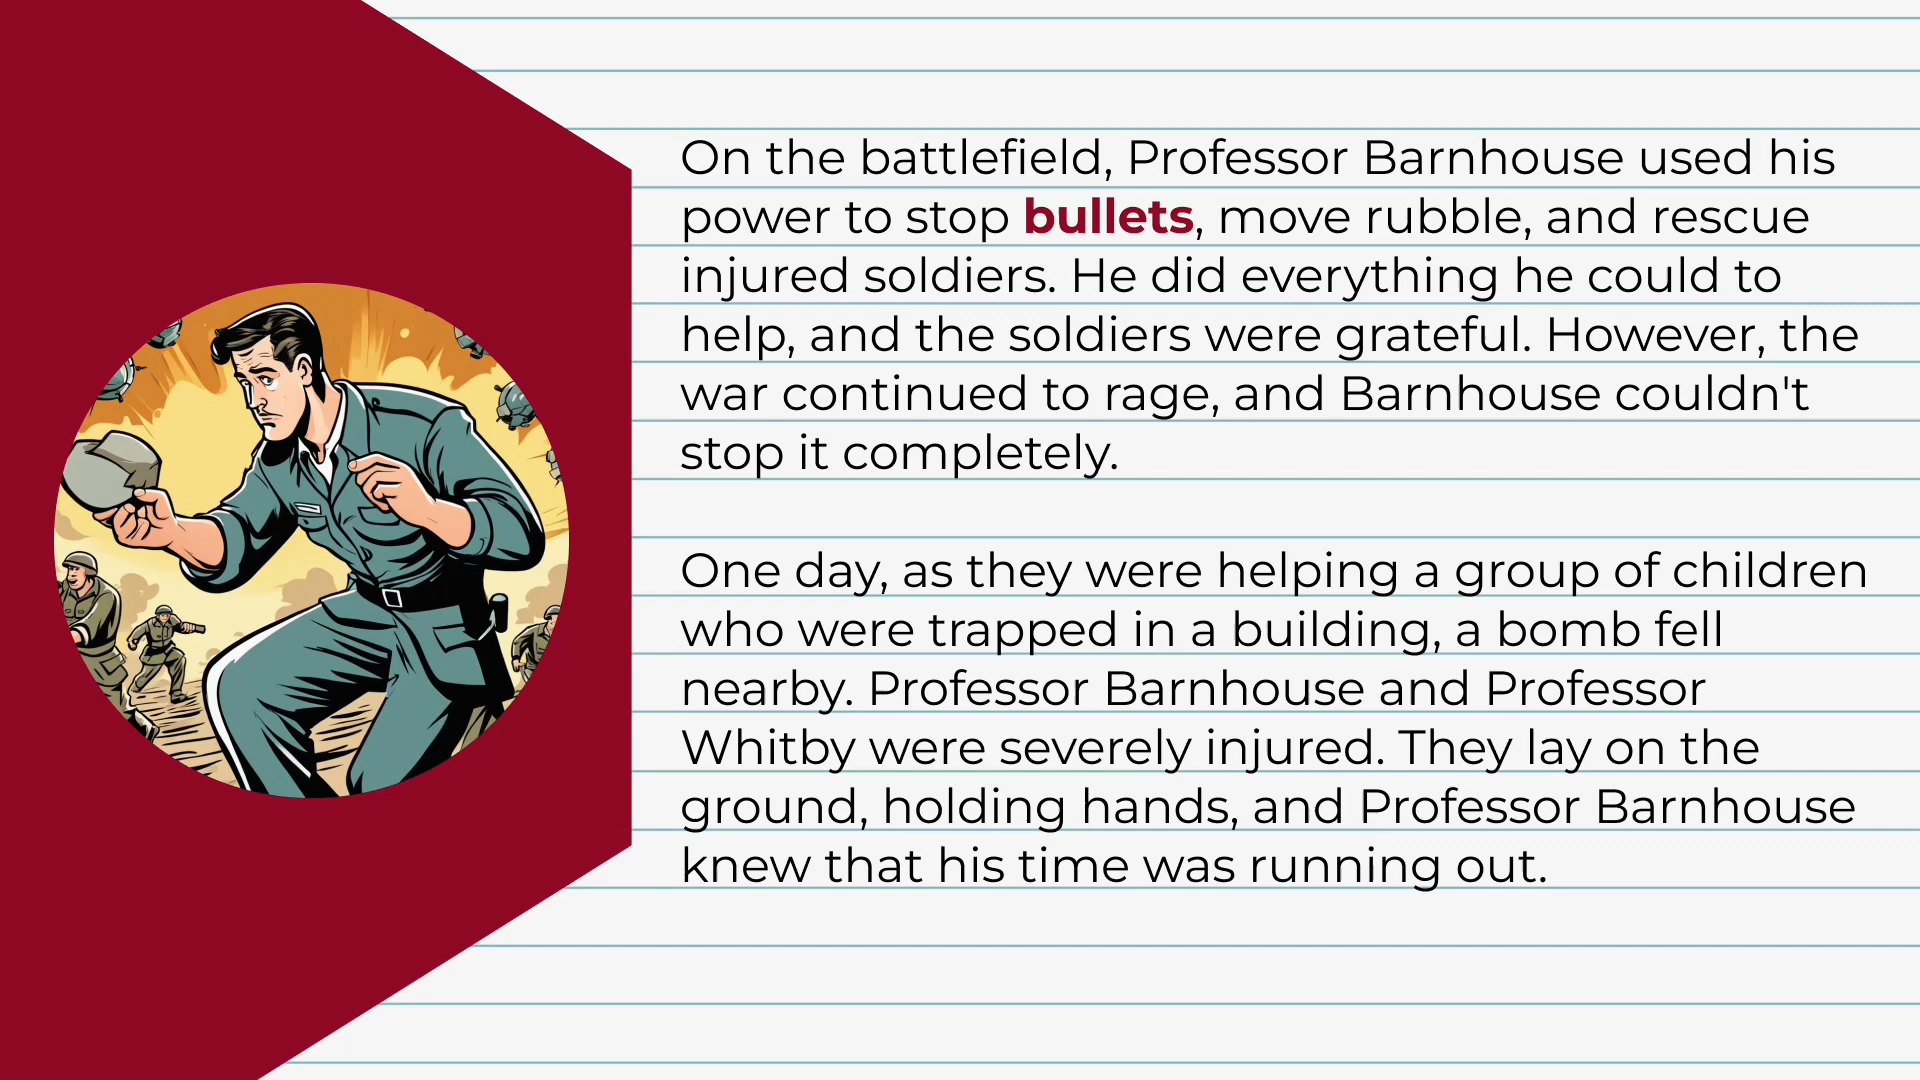 On the battlefield, Professor Barnhouse used his
power to stop bullets, move rubble, and rescue
injured soldiers. He did everything he could to
help, and the soldiers were grateful. However, the
war continued to rage, and Barnhouse couldn't
stop it completely.
One day, as they were helping a group of children
who were trapped in a building, a bomb fell
nearby. Professor Barnhouse and Professor
Whitby were severely injured. They lay on the
ground, holding hands, and Professor Barnhouse
knew that his time was running out.